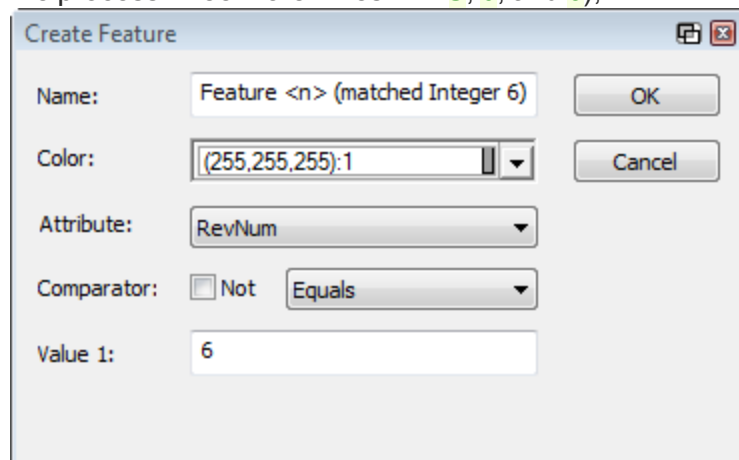 Create Feature
Name: Feature <n> (matched Integer 6) OK
Color: (255,255,255):1 Cancel
Attribute: RevNum
Comparator: Not Equals
Value 1: 6